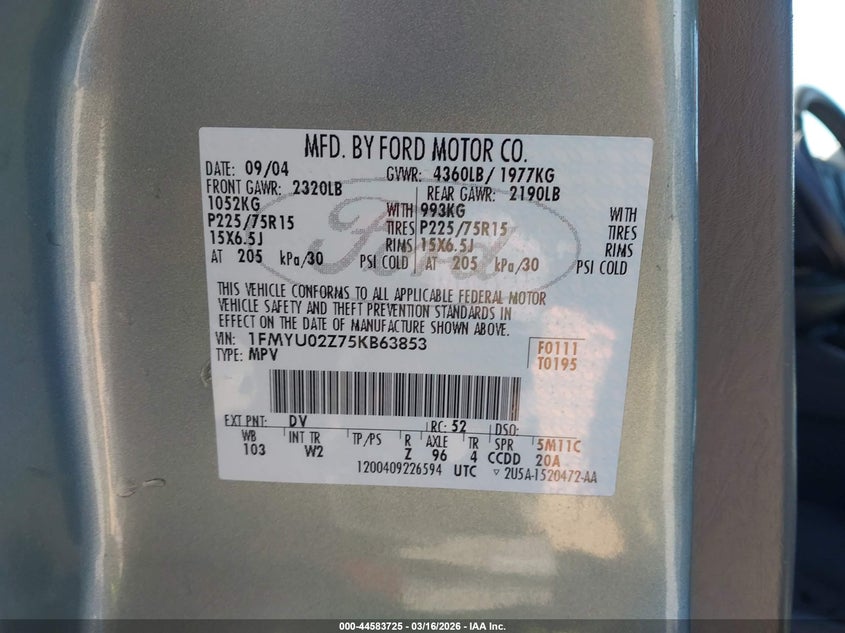 MFD. BY FORD MOTOR CO.
DATE: 09/04 GVWR: 4360LB/ 1977KG
FRONT GAWR: 2320LB REAR GAWR: 2190LB
1052KG WITH 993KG WITH
P225/75R15 TIRES P225/75R15 TIRES
15X6.5J RIMS 15X6.5J RIMS
AT 205 kPa/30 PSI COLD AT 205 kPa/30 PSI COLD
Ford
THIS VEHICLE CONFORMS TO ALL APPLICABLE FEDERAL MOTOR
VEHICLE SAFETY AND THEFT PREVENTION STANDARDS IN
EFFECT ON THE DATE OF MANUFACTURE SHOWN ABOVE.
VIN: 1FMYU02Z75KB63853 F0111
TYPE: MPV T0195
EXT PNT: DV RC: 52 DSO:
WB INT TR TP/PS R AXLE TR SPR 5M11C
103 W2 Z 96 4 CCDD 20A
1200409226594 UTC ▽ 2U5A-1520472-AA
000-44583725 - 03/16/2026 - IAA Inc.